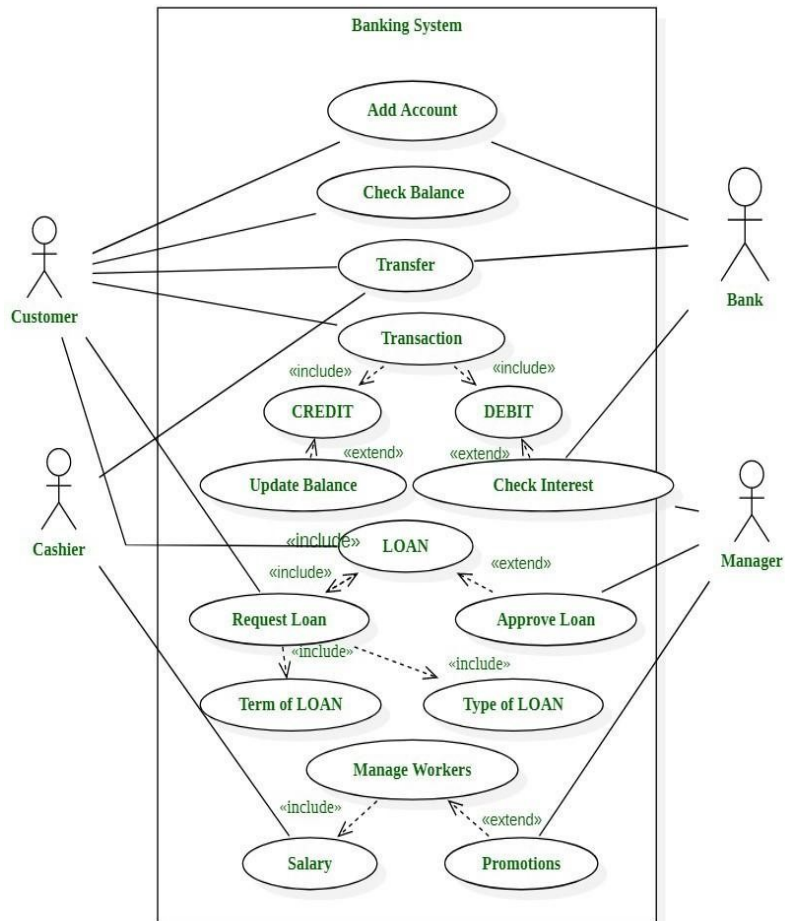 Banking System
Add Account
Check Balance
Transfer
Customer
Bank
Transaction
«include»
«include»
CREDIT
DEBIT
«extend»
«extend»
Update Balance
Check Interest
Cashier
Manager
«include»
LOAN
«include»
«extend»
Request Loan
Approve Loan
«include»
«include»
Term of LOAN
Type of LOAN
Manage Workers
«include»
«extend»
Salary
Promotions